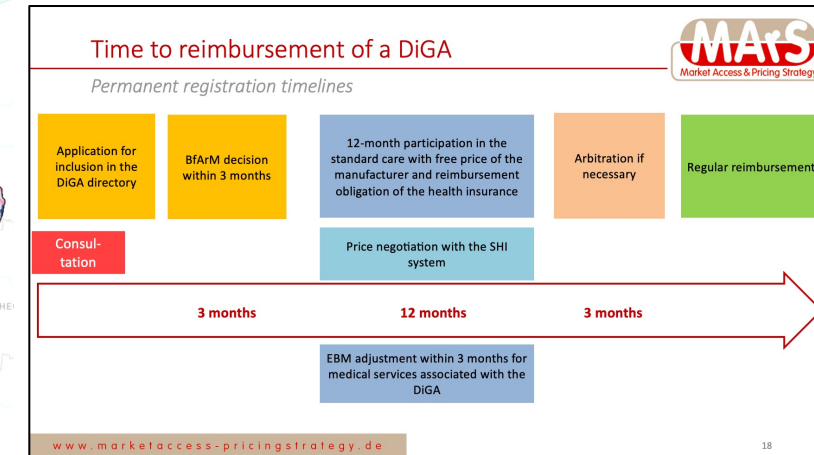 Time to reimbursement of a DiGA
MArS
Market Access & Pricing Strategy
Permanent registration timelines
Application for
inclusion in the
DiGA directory
BfArM decision
within 3 months
12-month participation in the
standard care with free price of the
manufacturer and reimbursement
obligation of the health insurance
Arbitration if
necessary
Regular reimbursement
Consul-
tation
Price negotiation with the SHI
system
3 months
12 months
3 months
EBM adjustment within 3 months for
medical services associated with the
DiGA
www.marketaccess-pricingstrategy.de
18